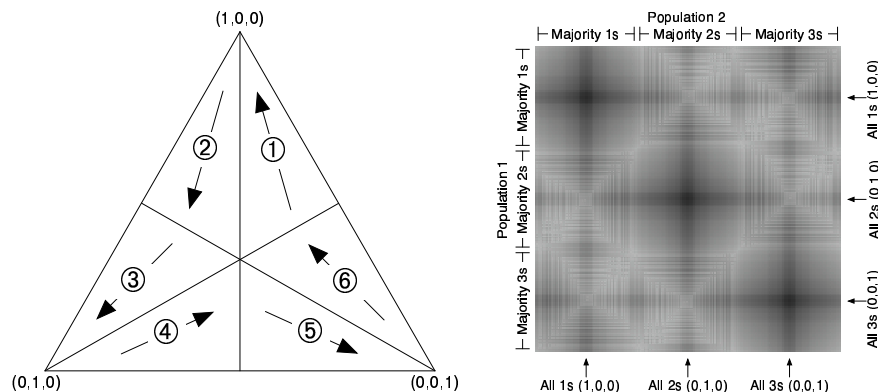 (1,0,0)
②
①
③
⑥
④
⑤
(0,1,0)
(0,0,1)
Population 2
Majority 1s
Majority 2s
Majority 3s
Population 1
Majority 1s
Majority 2s
Majority 3s
All 1s (1,0,0)
All 2s (0,1,0)
All 3s (0,0,1)
All 1s (1,0,0)
All 2s (0,1,0)
All 3s (0,0,1)